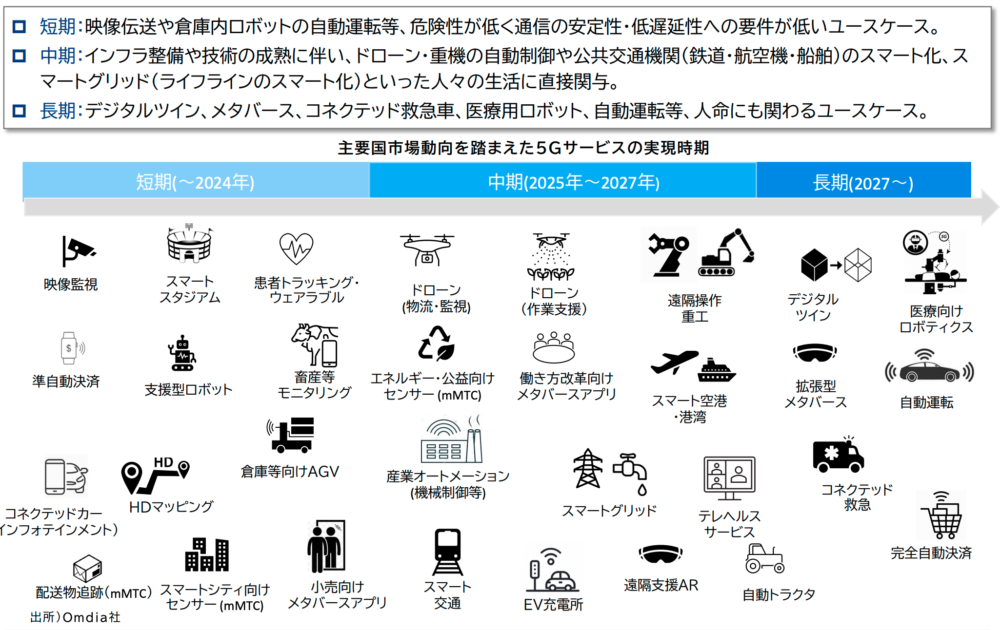 短期：映像伝送や倉庫内ロボットの自動運転等、危険性が低く通信の安定性・低遅延性への要件が低いユースケース。
中期：インフラ整備や技術の成熟に伴い、ドローン・重機の自動制御や公共交通機関（鉄道・航空機・船舶）のスマート化、ス
マートグリッド（ライフラインのスマート化）といった人々の生活に直接関与。
長期：デジタルツイン、メタバース、コネクテッド救急車、医療用ロボット、自動運転等、人命にも関わるユースケース。
主要国市場動向を踏まえた５Ｇサービスの実現時期
短期(～2024年)
中期(2025年～2027年)
長期(2027～)
映像監視
スマート
スタジアム
患者トラッキング・
ウェアラブル
ドローン
(物流・監視)
ドローン
（作業支援）
遠隔操作
重工
デジタル
ツイン
5G
医療向け
ロボティクス
$
準自動決済
支援型ロボット
畜産等
モニタリング
エネルギー・公益向け
センサー (mMTC)
働き方改革向け
メタバースアプリ
スマート空港
・港湾
拡張型
メタバース
自動運転
コネクテッドカー
インフォテインメント）
HD
HDマッピング
倉庫等向けAGV
産業オートメーション
(機械制御等)
スマートグリッド
テレヘルス
サービス
コネクテッド
救急
完全自動決済
配送物追跡（mMTC）
スマートシティ向け
センサー (mMTC)
小売向け
メタバースアプリ
スマート
交通
EV充電所
遠隔支援AR
自動トラクタ
出所）Omdia社